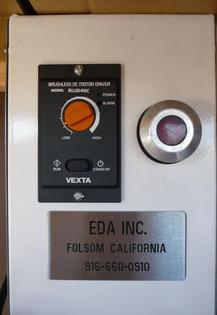 BRUSHLESS DC MOTOR DRIVER
MODEL BLUD40C
POWER
ALARM
LOW HIGH
RUN STAND BY
VEXTA
EDA INC.
FOLSOM CALIFORNIA
916-660-0910